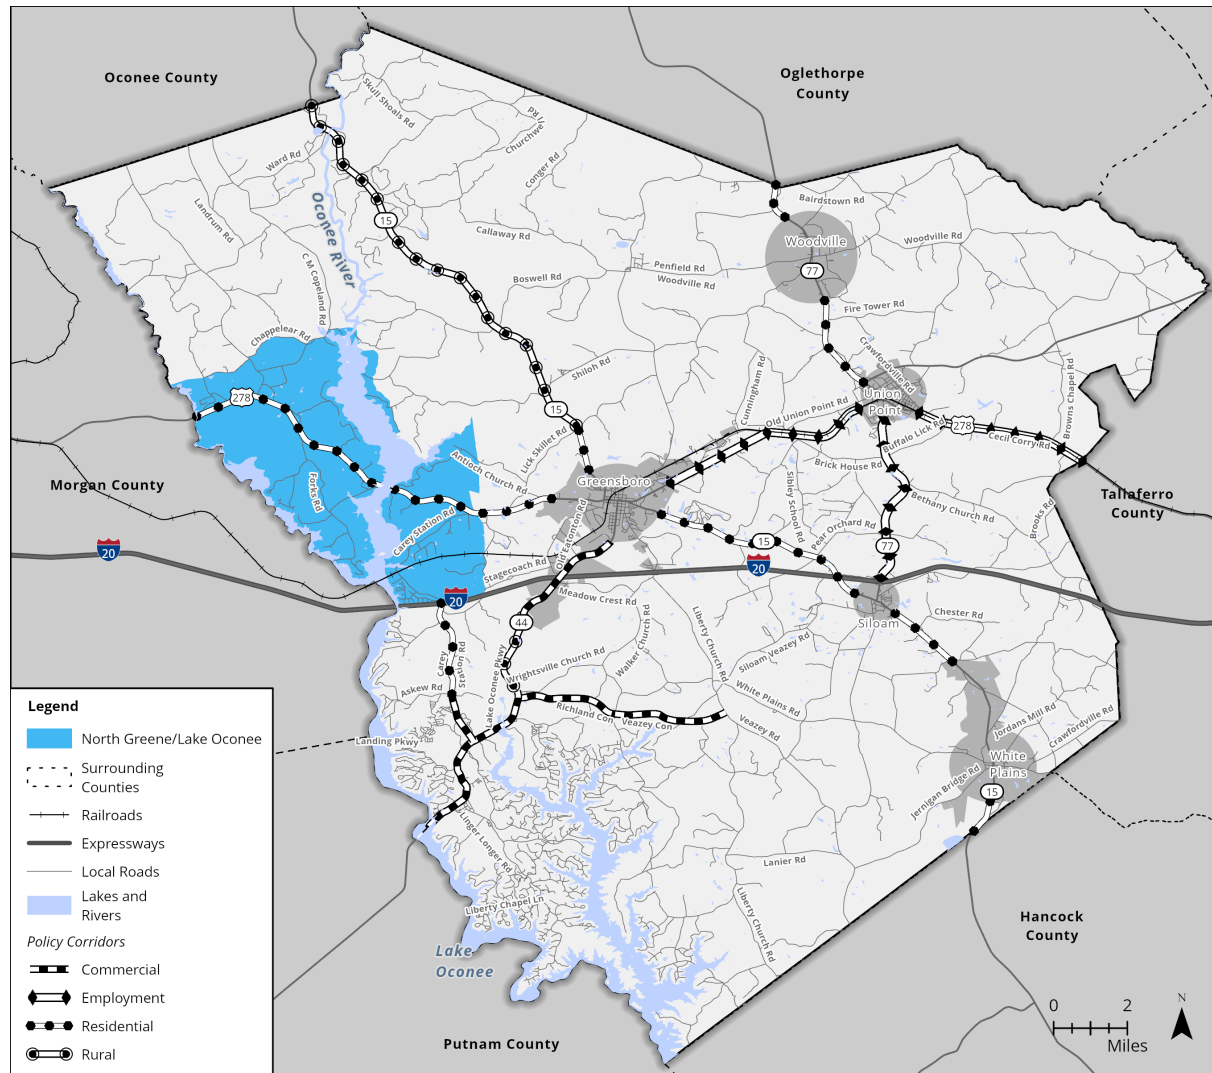 Oconee County
Oglethorpe
County
Skull Shoals Rd
Churchwell Rd
Conger Rd
Ward Rd
Landrum Rd
Oconee River
15
Callaway Rd
Bairdstown Rd
Woodville
Woodville Rd
77
Penfield Rd
Woodville Rd
Boswell Rd
C M Copeland Rd
Fire Tower Rd
Chappelear Rd
Shiloh Rd
Cunningham Rd
Crawfordville Rd
Browns Chapel Rd
278
15
Union
Point
Old Union Point Rd
278
Buffalo Lick Rd
Cecil Corry Rd
Lick Skillet Rd
Antioch Church Rd
Greensboro
Brick House Rd
Morgan County
Forks Rd
Sibley School Rd
Bethany Church Rd
Tallaferro
County
Brooks Rd
Carey Station Rd
Old Eatonton Rd
Pear Orchard Rd
15
77
20
20
Stagecoach Rd
20
Meadow Crest Rd
44
Liberty Church Rd
Walker Church Rd
Siloam
Chester Rd
Siloam Veazey Rd
Wrightsville Church Rd
Carey
Station Rd
Lake Oconee Pkwy
Askew Rd
White Plains Rd
Richland Con
Veazey Con
Veazey Rd
Jordans Mill Rd
Crawfordville Rd
Landing Pkwy
White
Plains
Jernigan Bridge Rd
15
Linger Longer Rd
Lanier Rd
Liberty Chapel Ln
Liberty Church Rd
Lake
Oconee
Hancock
County
Putnam County
Legend
North Greene/Lake Oconee
Surrounding
Counties
Railroads
Expressways
Local Roads
Lakes and
Rivers
Policy Corridors
Commercial
Employment
Residential
Rural
0 2
Miles
N